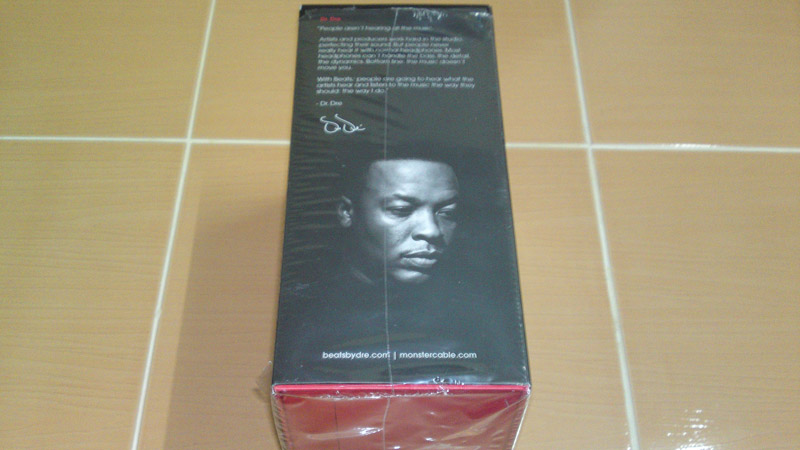 Dr. Dre
"People aren't hearing all the music.
Artists and producers work hard in the studio
perfecting their sound. But people never
really hear it with normal headphones. Most
headphones can't handle the bass, the detail,
the dynamics. Bottom line: the music doesn't
move you.
With Beats, people are going to hear what the
artists hear and listen to the music the way they
should: the way I do."
- Dr. Dre
beatsbydre.com | monstercable.com